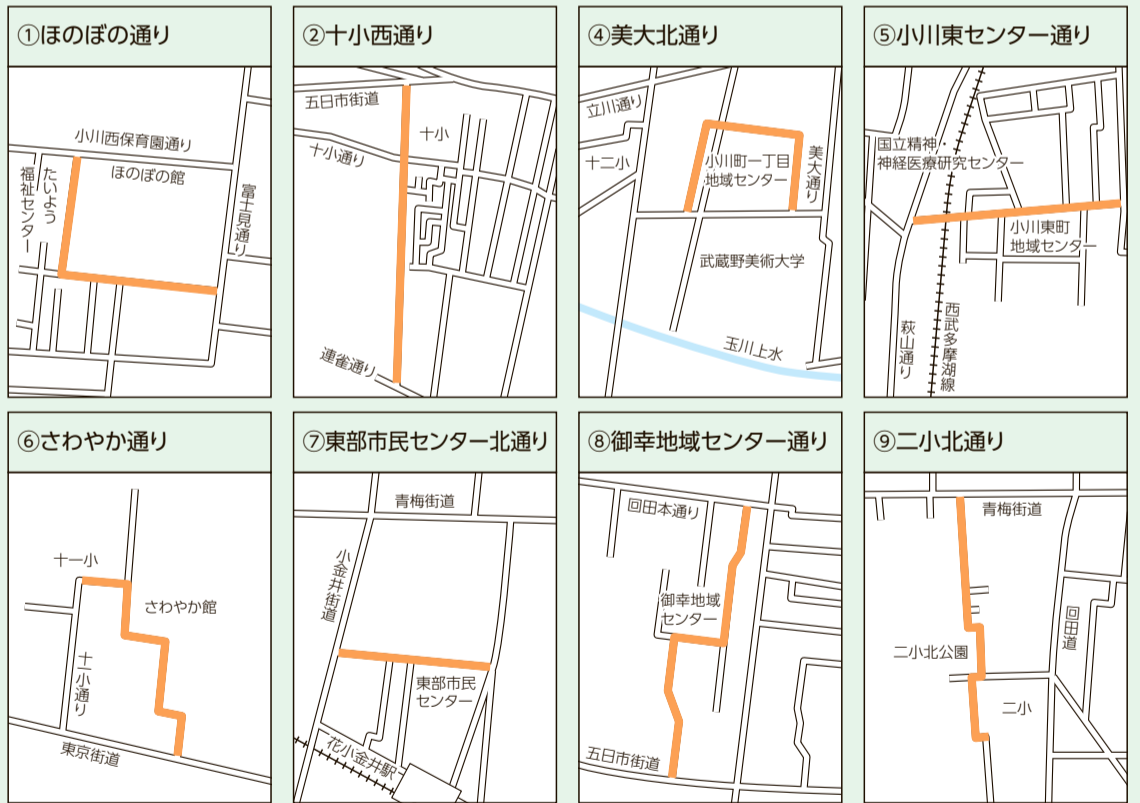 ①ほのぼの通り
小川西保育園通り
ほのぼの館
たいよう
福祉センター
富士見通り
②十小西通り
五日市街道
十小
十小通り
連雀通り
④美大北通り
立川通り
十二小
小川町一丁目
地域センター
美大通り
武蔵野美術大学
玉川上水
⑤小川東センター通り
国立精神・
神経医療研究センター
小川東町
地域センター
萩山通り
西武多摩湖線
⑥さわやか通り
十一小
さわやか館
十一小通り
東京街道
⑦東部市民センター北通り
青梅街道
小金井街道
東部市民
センター
花小金井駅
⑧御幸地域センター通り
回田本通り
御幸地域
センター
五日市街道
⑨二小北通り
青梅街道
回田道
二小北公園
二小